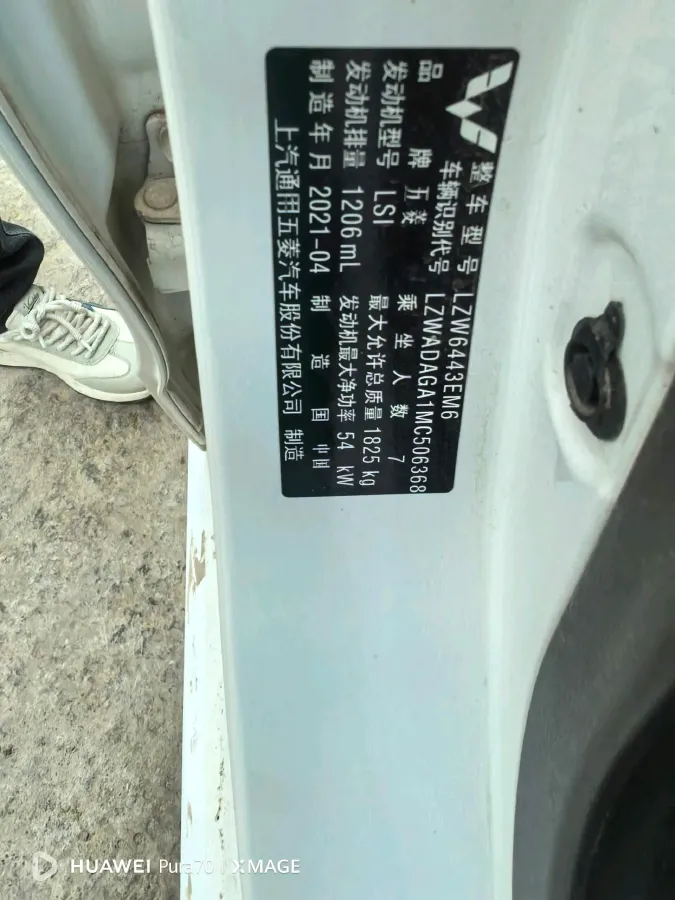 整车型号 LZW6443EM6
车辆识别代号 LZWADAGA1MC506368
品牌 五菱 乘坐人数 7
发动机型号 LSI 最大允许总质量 1825 kg
发动机排量 1206 mL 发动机最大净功率 54 kW
制造年月 2021-04 制造国 中国
上汽通用五菱汽车股份有限公司 制造
HUAWEI Pura70 | XMAGE